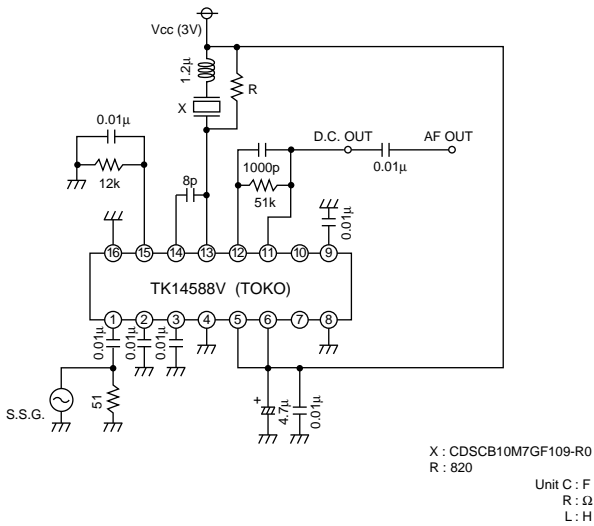 Vcc (3V)
1.2μ
R
X
0.01μ
D.C. OUT
AF OUT
1000p
0.01μ
12k
8p
51k
0.01μ
16 15 14 13 12 11 10 9
TK14588V (TOKO)
1 2 3 4 5 6 7 8
0.01μ
0.01μ
0.01μ
S.S.G.
51
+
4.7μ
0.01μ
X : CDSCB10M7GF109-R0
R : 820
Unit C : F
R : Ω
L : H